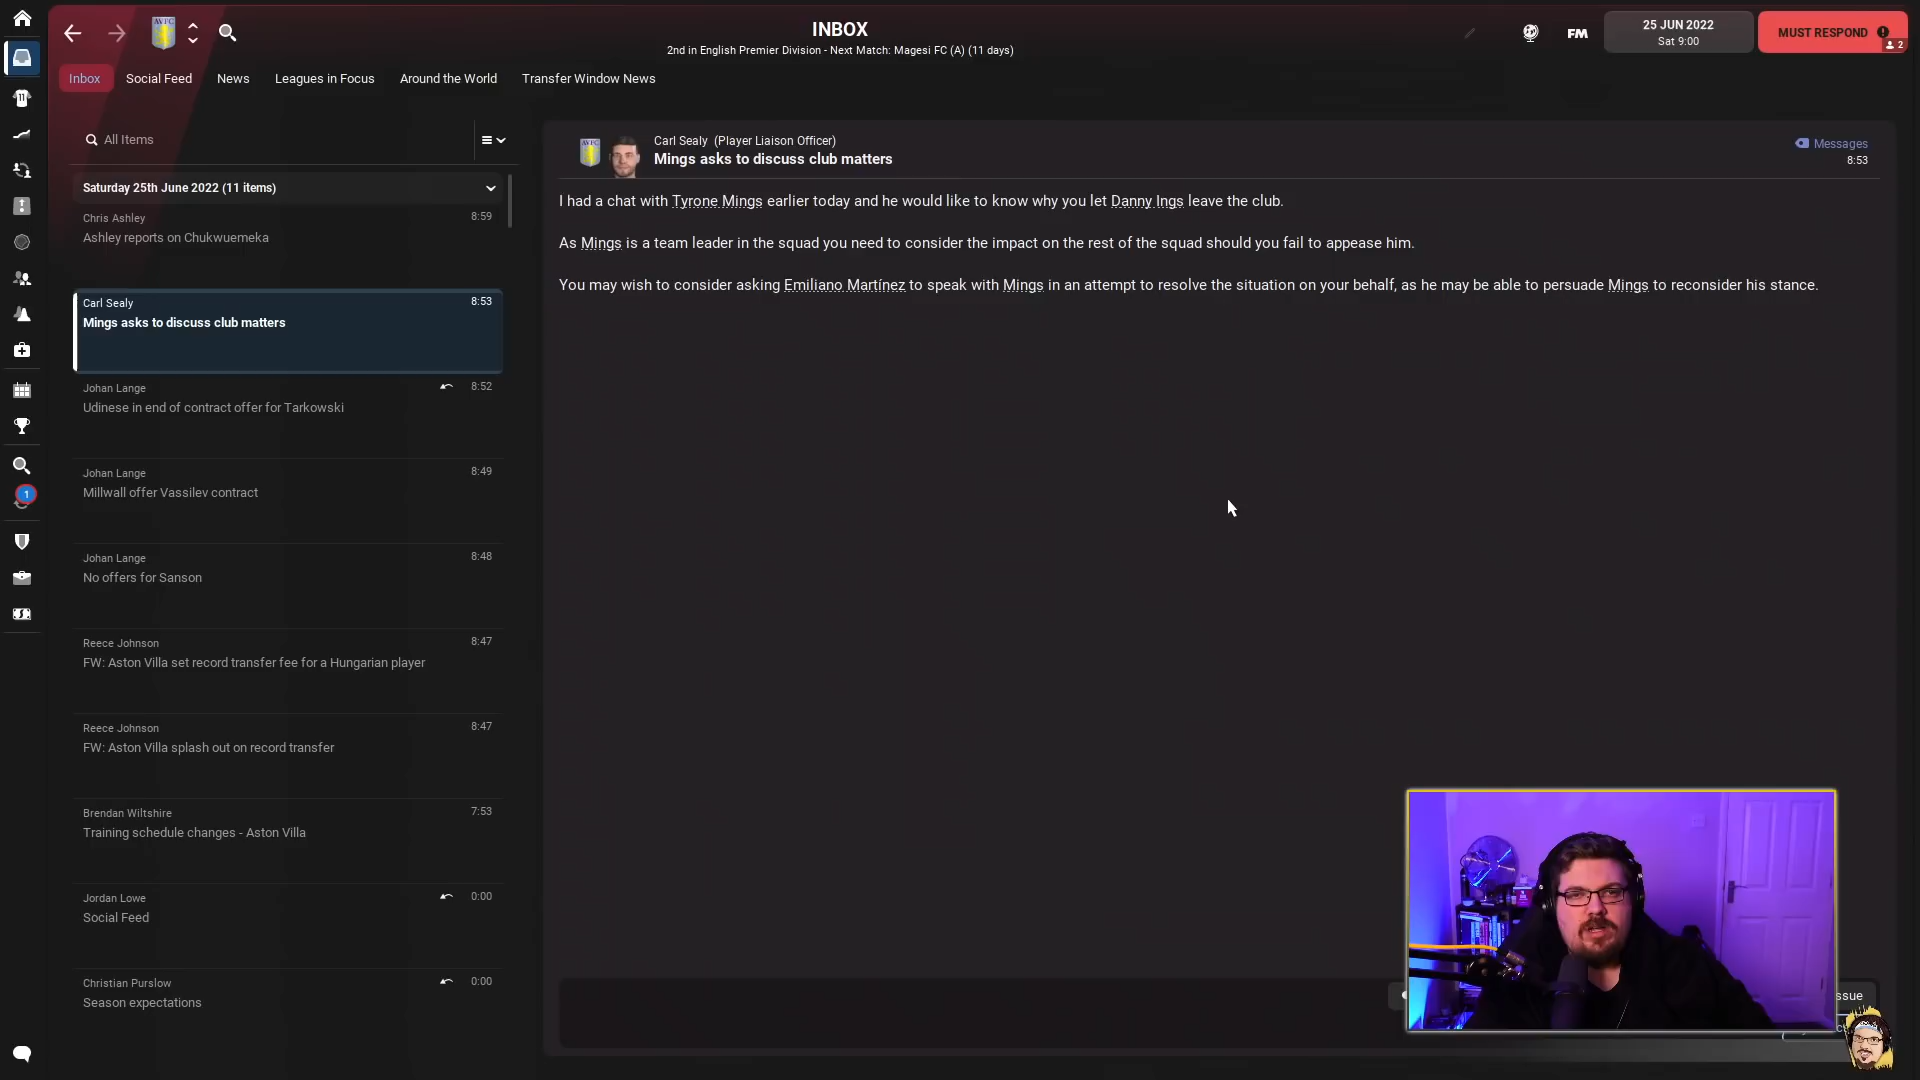 INBOX
2nd in English Premier Division - Next Match: Magesi FC (A) (11 days)
FM
25 JUN 2022
Sat 9:00
MUST RESPOND
2
Inbox
Social Feed
News
Leagues in Focus
Around the World
Transfer Window News
AVFC
11
1
All Items
Saturday 25th June 2022 (11 items)
Chris Ashley
8:59
Ashley reports on Chukwuemeka
Carl Sealy
8:53
Mings asks to discuss club matters
Johan Lange
8:52
Udinese in end of contract offer for Tarkowski
Johan Lange
8:49
Millwall offer Vassilev contract
Johan Lange
8:48
No offers for Sanson
Reece Johnson
8:47
FW: Aston Villa set record transfer fee for a Hungarian player
Reece Johnson
8:47
FW: Aston Villa splash out on record transfer
Brendan Wiltshire
7:53
Training schedule changes - Aston Villa
Jordan Lowe
0:00
Social Feed
Christian Purslow
0:00
Season expectations
AVFC
Carl Sealy (Player Liaison Officer)
Mings asks to discuss club matters
Messages
8:53
I had a chat with Tyrone Mings earlier today and he would like to know why you let Danny Ings leave the club.
As Mings is a team leader in the squad you need to consider the impact on the rest of the squad should you fail to appease him.
You may wish to consider asking Emiliano Martínez to speak with Mings in an attempt to resolve the situation on your behalf, as he may be able to persuade Mings to reconsider his stance.
ssue